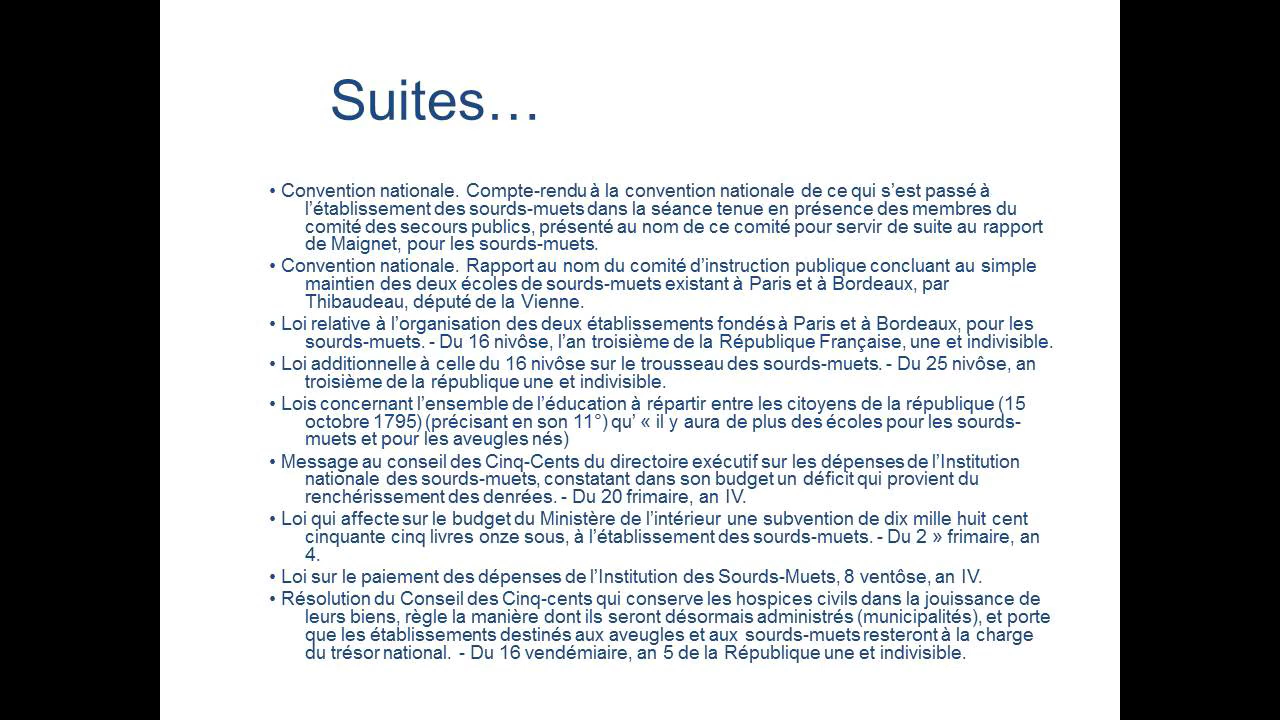 Suites…
• Convention nationale. Compte-rendu à la convention nationale de ce qui s’est passé à
l’établissement des sourds-muets dans la séance tenue en présence des membres du
comité des secours publics, présenté au nom de ce comité pour servir de suite au rapport
de Maignet, pour les sourds-muets.
• Convention nationale. Rapport au nom du comité d’instruction publique concluant au simple
maintien des deux écoles de sourds-muets existant à Paris et à Bordeaux, par
Thibaudeau, député de la Vienne.
• Loi relative à l’organisation des deux établissements fondés à Paris et à Bordeaux, pour les
sourds-muets. - Du 16 nivôse, l’an troisième de la République Française, une et indivisible.
• Loi additionnelle à celle du 16 nivôse sur le trousseau des sourds-muets. - Du 25 nivôse, an
troisième de la république une et indivisible.
• Lois concernant l’ensemble de l’éducation à répartir entre les citoyens de la république (15
octobre 1795) (précisant en son 11°) qu’ « il y aura de plus des écoles pour les sourds-
muets et pour les aveugles nés)
• Message au conseil des Cinq-Cents du directoire exécutif sur les dépenses de l’Institution
nationale des sourds-muets, constatant dans son budget un déficit qui provient du
renchérissement des denrées. - Du 20 frimaire, an IV.
• Loi qui affecte sur le budget du Ministère de l’intérieur une subvention de dix mille huit cent
cinquante cinq livres onze sous, à l’établissement des sourds-muets. - Du 2 » frimaire, an
4.
• Loi sur le paiement des dépenses de l’Institution des Sourds-Muets, 8 ventôse, an IV.
• Résolution du Conseil des Cinq-cents qui conserve les hospices civils dans la jouissance de
leurs biens, règle la manière dont ils seront désormais administrés (municipalités), et porte
que les établissements destinés aux aveugles et aux sourds-muets resteront à la charge
du trésor national. - Du 16 vendémiaire, an 5 de la République une et indivisible.